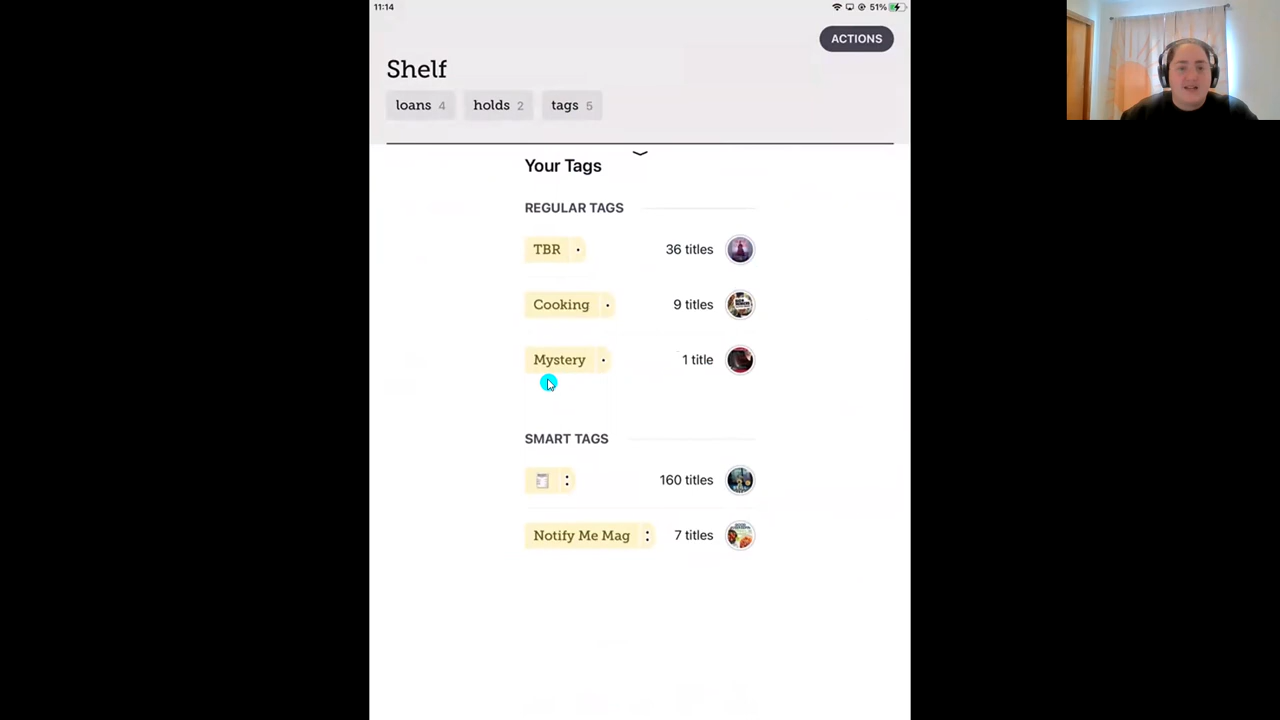 11:14
51%
ACTIONS
Shelf
loans 4 holds 2 tags 5
Your Tags
REGULAR TAGS
TBR 36 titles
Cooking 9 titles
Mystery 1 title
SMART TAGS
160 titles
Notify Me Mag 7 titles